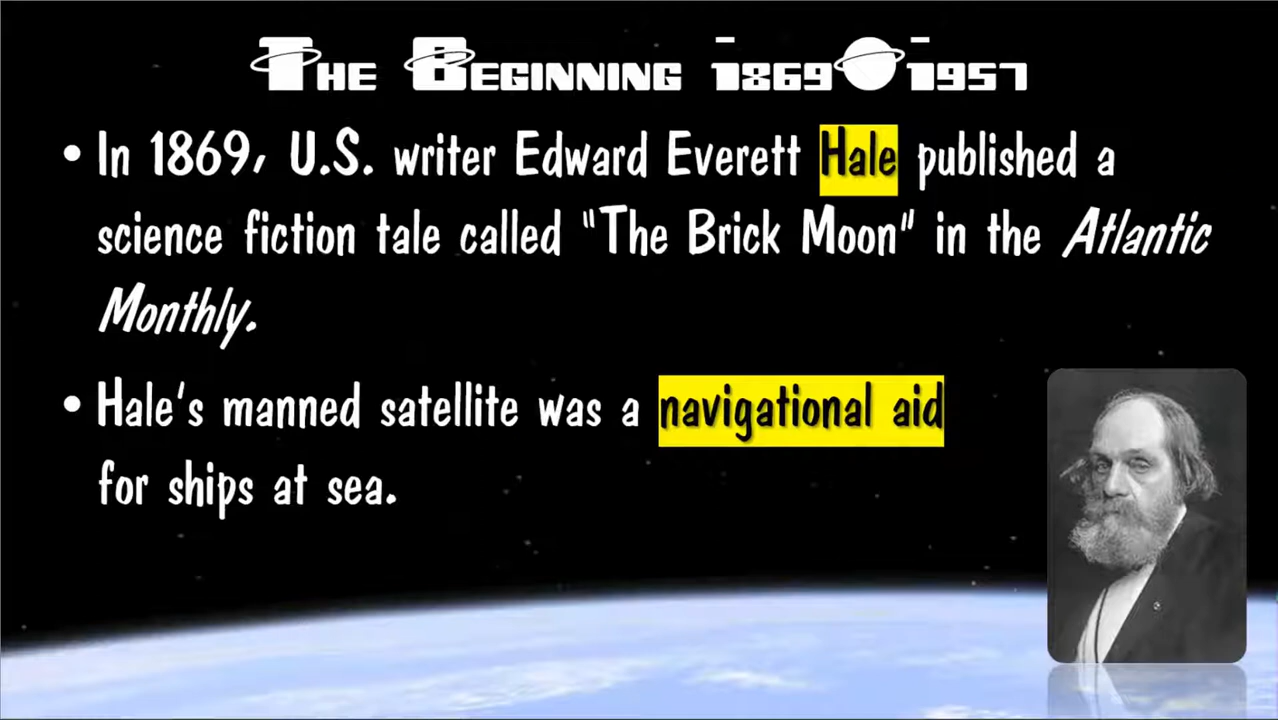 The Beginning 1869-1957
• In 1869, U.S. writer Edward Everett Hale published a
science fiction tale called "The Brick Moon" in the Atlantic
Monthly.
• Hale's manned satellite was a navigational aid
for ships at sea.